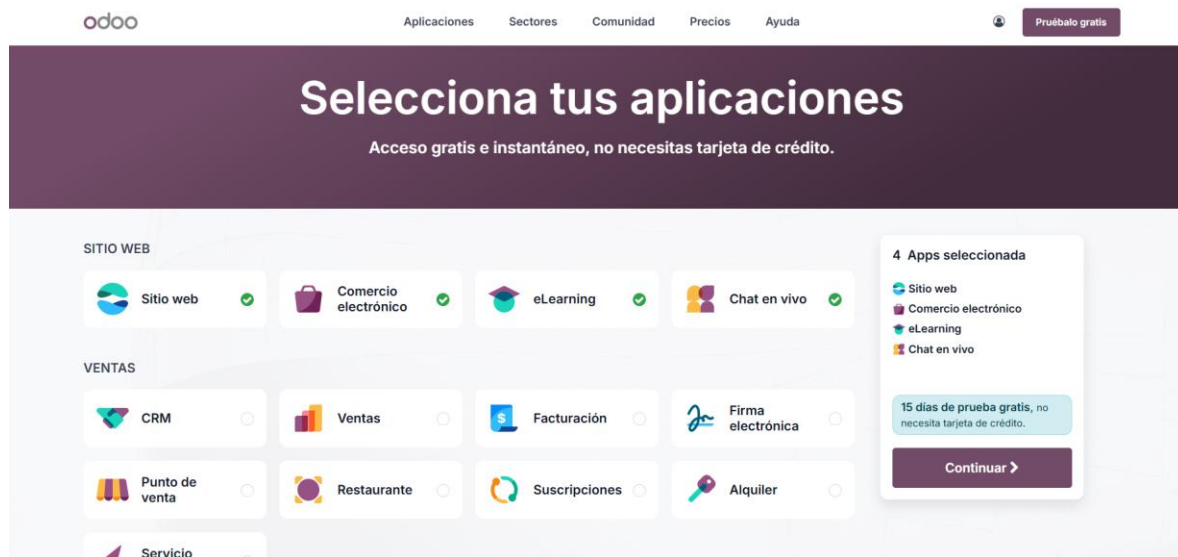 odoo
Aplicaciones Sectores Comunidad Precios Ayuda
Pruébalo gratis
Selecciona tus aplicaciones
Acceso gratis e instantáneo, no necesitas tarjeta de crédito.
SITIO WEB
Sitio web
Comercio
electrónico
eLearning
Chat en vivo
VENTAS
CRM
Ventas
$
Facturación
Firma
electrónica
Punto de
venta
Restaurante
Suscripciones
Alquiler
Servicio
4 Apps seleccionada
Sitio web
Comercio electrónico
eLearning
Chat en vivo
15 días de prueba gratis, no
necesita tarjeta de crédito.
Continuar